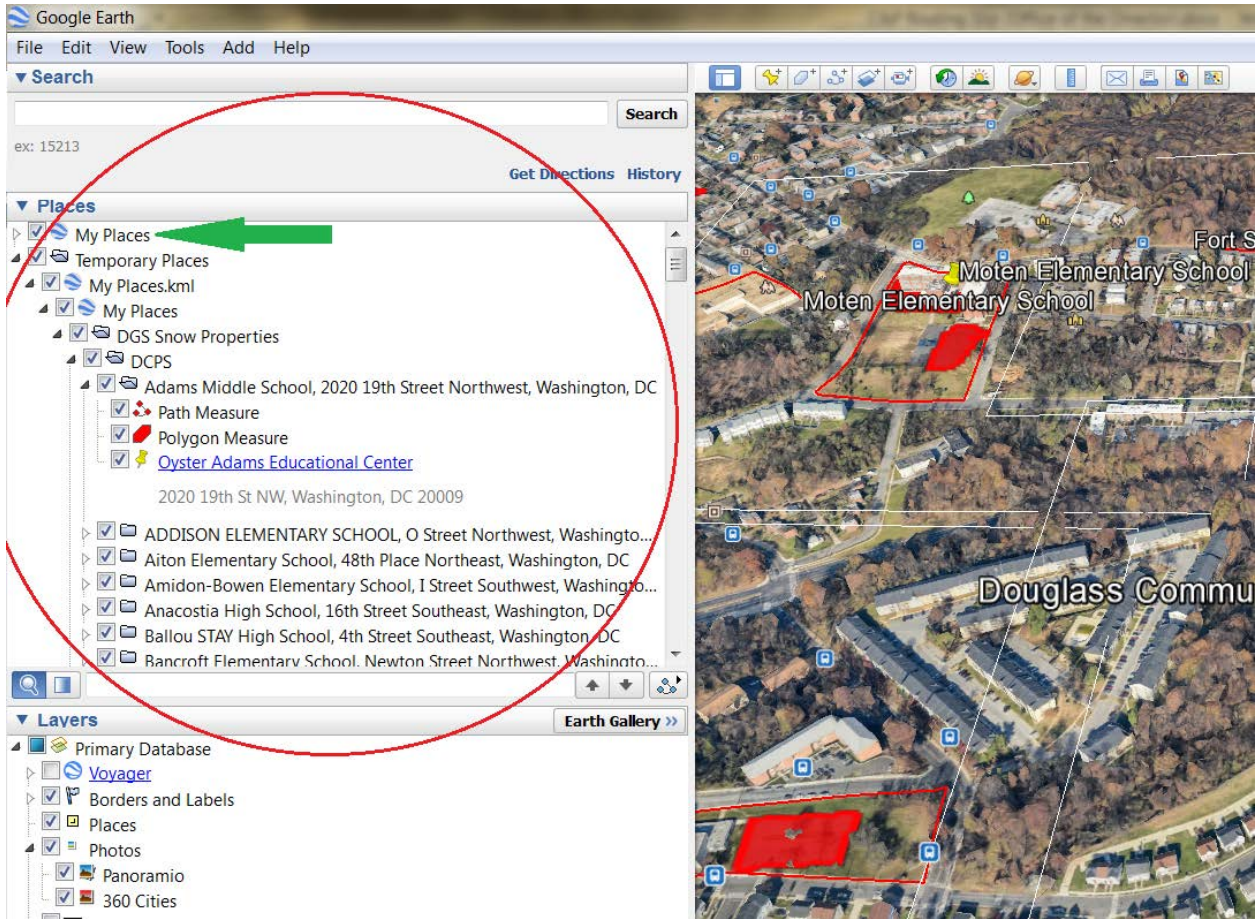 Google Earth
File Edit View Tools Add Help
▼ Search
Search
ex: 15213
Get Directions History
▼ Places
My Places
Temporary Places
My Places.kml
My Places
DGS Snow Properties
DCPS
Adams Middle School, 2020 19th Street Northwest, Washington, DC
Path Measure
Polygon Measure
Oyster Adams Educational Center
2020 19th St NW, Washington, DC 20009
ADDISON ELEMENTARY SCHOOL, O Street Northwest, Washingto...
Aiton Elementary School, 48th Place Northeast, Washington, DC
Amidon-Bowen Elementary School, I Street Southwest, Washingto...
Anacostia High School, 16th Street Southeast, Washington, DC
Ballou STAY High School, 4th Street Southeast, Washington, DC
Bancroft Elementary School, Newton Street Northwest, Washingto...
▼ Layers
Earth Gallery »
Primary Database
Voyager
Borders and Labels
Places
Photos
Panoramio
360 Cities
Fort S
Moten Elementary School
Moten Elementary School
Douglass Commu